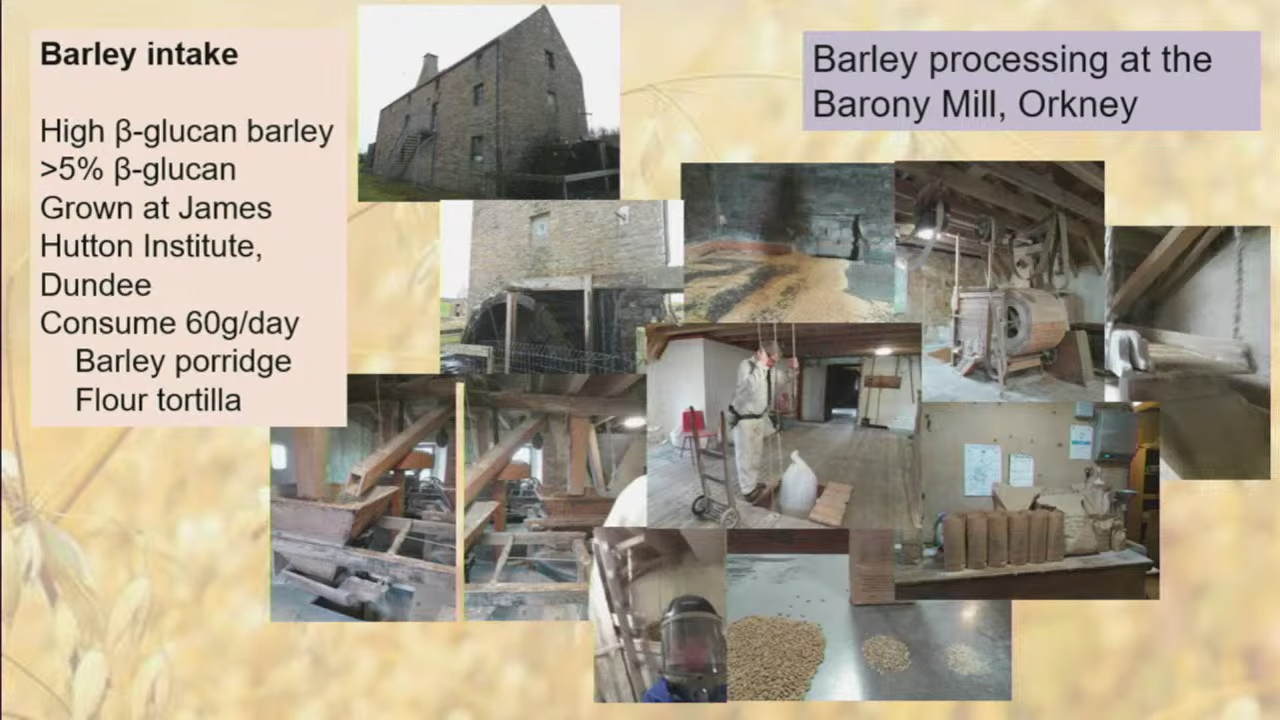 Barley intake
High β-glucan barley
>5% β-glucan
Grown at James
Hutton Institute,
Dundee
Consume 60g/day
Barley porridge
Flour tortilla
Barley processing at the
Barony Mill, Orkney